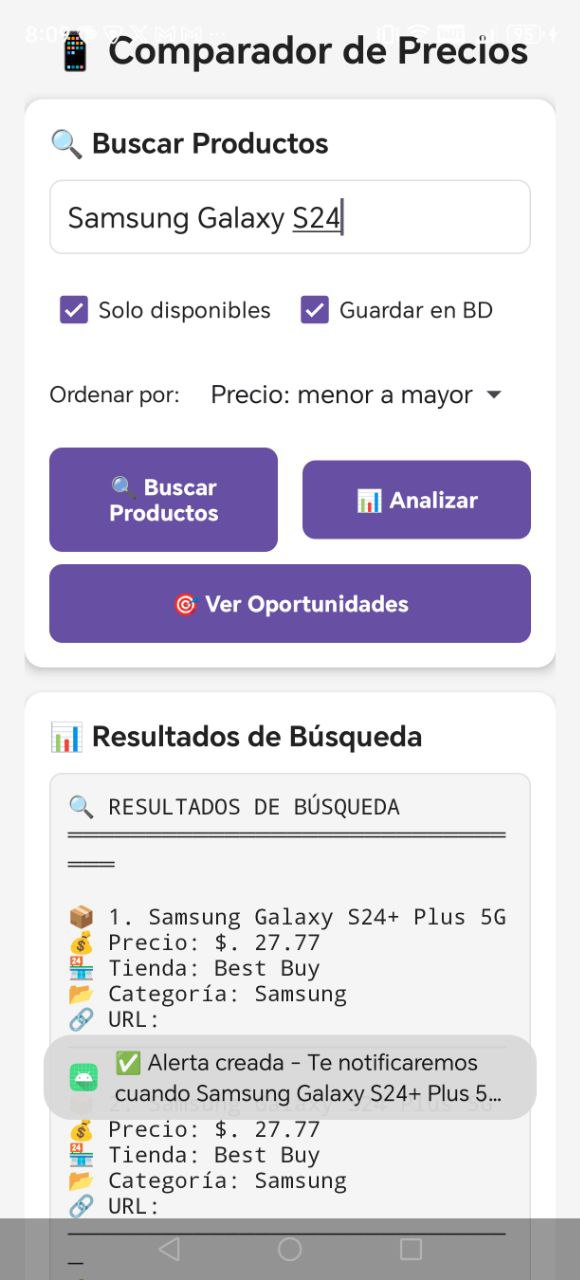 8:09
95
📱 Comparador de Precios
🔍 Buscar Productos
Samsung Galaxy S24
Solo disponibles
Guardar en BD
Ordenar por:
Precio: menor a mayor
🔍 Buscar
Productos
📊 Analizar
🎯 Ver Oportunidades
📊 Resultados de Búsqueda
🔍 RESULTADOS DE BÚSQUEDA
📦 1. Samsung Galaxy S24+ Plus 5G
💰 Precio: $. 27.77
🏪 Tienda: Best Buy
📂 Categoría: Samsung
🔗 URL:
✅ Alerta creada – Te notificaremos
cuando Samsung Galaxy S24+ Plus 5...
📦 2. Samsung Galaxy S24 Plus 5G
💰 Precio: $. 27.77
🏪 Tienda: Best Buy
📂 Categoría: Samsung
🔗 URL: